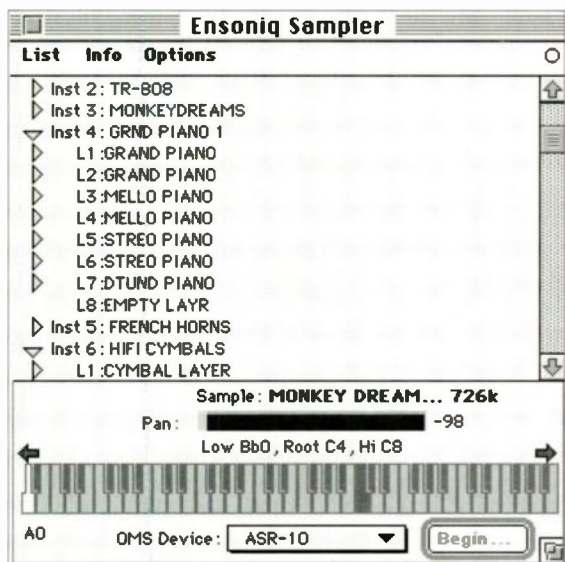 Ensoniq Sampler
List Info Options
Inst 2: TR-808
Inst 3: MONKEYDREAMS
Inst 4: GRND PIANO 1
L1:GRAND PIANO
L2:GRAND PIANO
L3:MELLO PIANO
L4:MELLO PIANO
L5:STREO PIANO
L6:STREO PIANO
L7:DTUND PIANO
L8:EMPTY LAYR
Inst 5: FRENCH HORNS
Inst 6: HIFI CYMBALS
L1:CYMBAL LAYER
Sample: MONKEY DREAM... 726k
Pan: -98
Low Bb0, Root C4, Hi C8
A0 OMS Device: ASR-10 Begin...